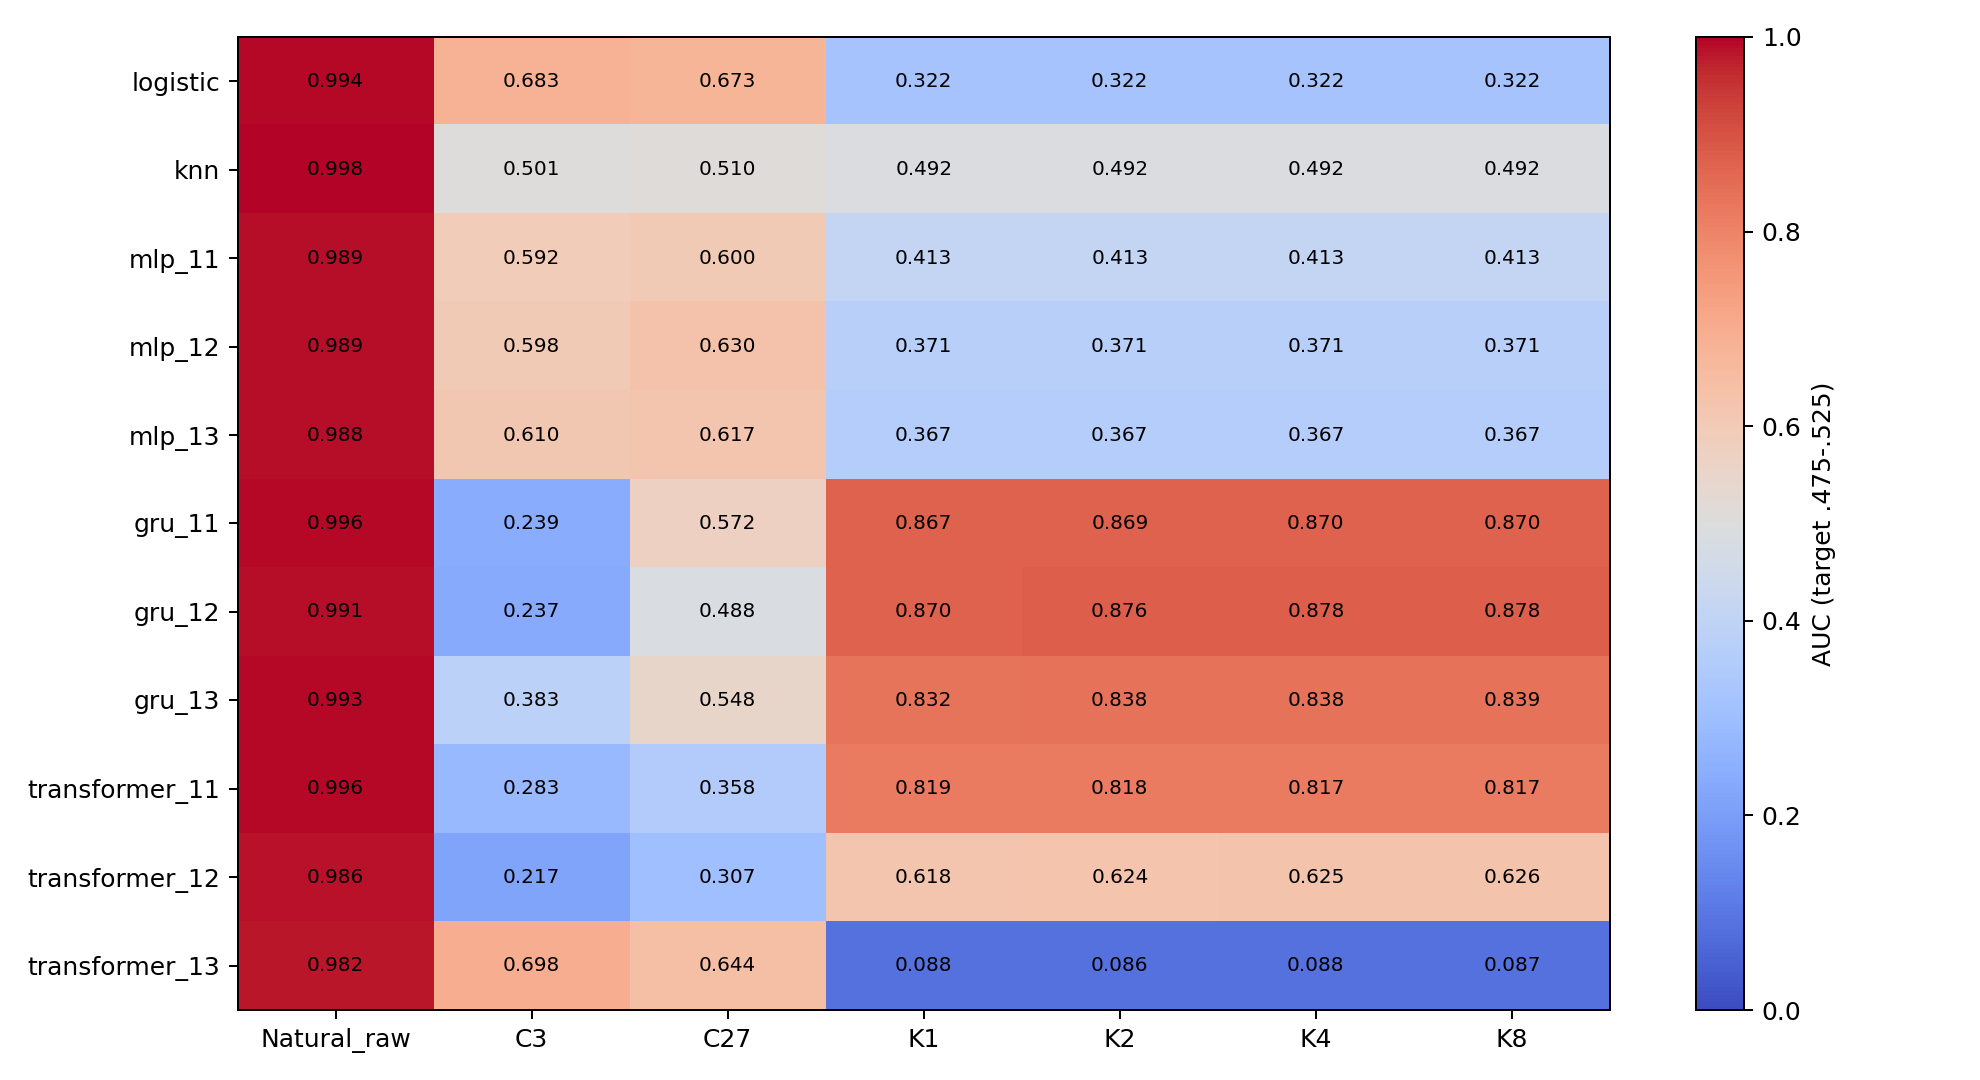 logistic 0.994 0.683 0.673 0.322 0.322 0.322 0.322
knn 0.998 0.501 0.510 0.492 0.492 0.492 0.492
mlp_11 0.989 0.592 0.600 0.413 0.413 0.413 0.413
mlp_12 0.989 0.598 0.630 0.371 0.371 0.371 0.371
mlp_13 0.988 0.610 0.617 0.367 0.367 0.367 0.367
gru_11 0.996 0.239 0.572 0.867 0.869 0.870 0.870
gru_12 0.991 0.237 0.488 0.870 0.876 0.878 0.878
gru_13 0.993 0.383 0.548 0.832 0.838 0.838 0.839
transformer_11 0.996 0.283 0.358 0.819 0.818 0.817 0.817
transformer_12 0.986 0.217 0.307 0.618 0.624 0.625 0.626
transformer_13 0.982 0.698 0.644 0.088 0.086 0.088 0.087
Natural_raw C3 C27 K1 K2 K4 K8
1.0
0.8
0.6
0.4
0.2
0.0
AUC (target .475-.525)